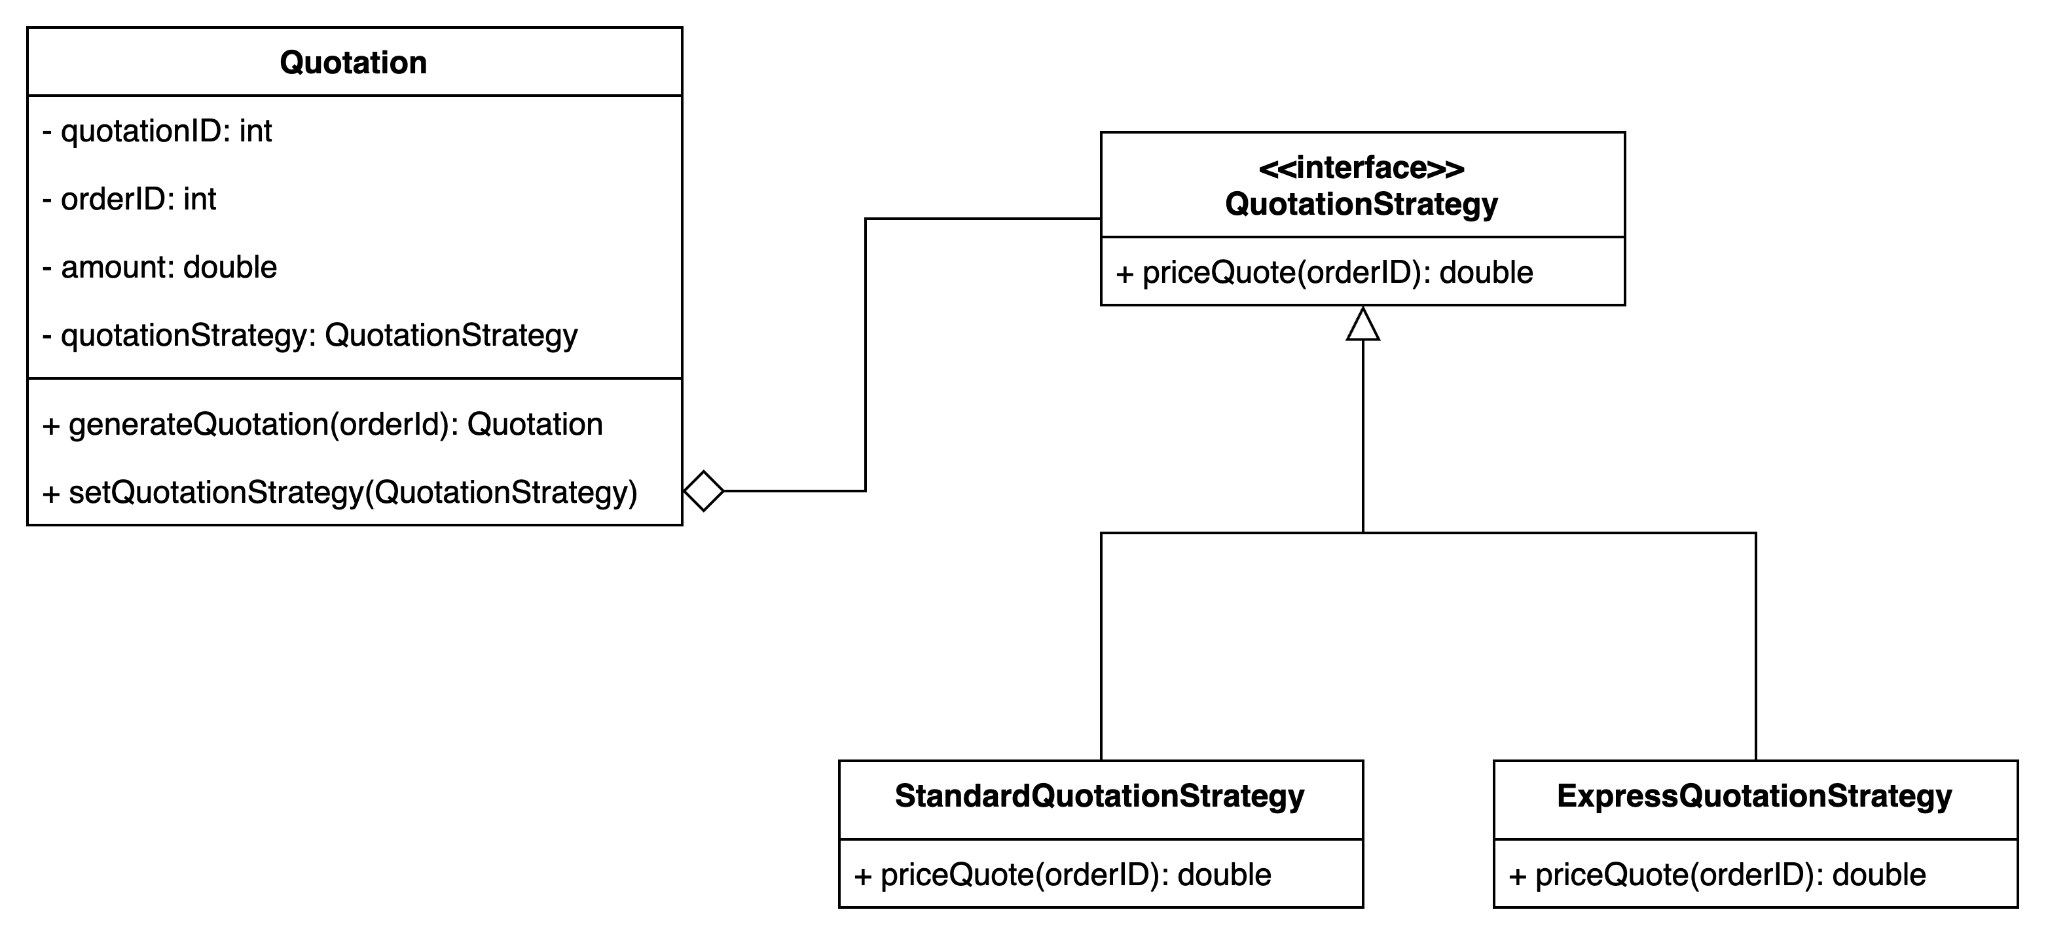 Quotation
- quotationID: int
- orderID: int
- amount: double
- quotationStrategy: QuotationStrategy
+ generateQuotation(orderId): Quotation
+ setQuotationStrategy(QuotationStrategy)
<<interface>>
QuotationStrategy
+ priceQuote(orderID): double
StandardQuotationStrategy
+ priceQuote(orderID): double
ExpressQuotationStrategy
+ priceQuote(orderID): double